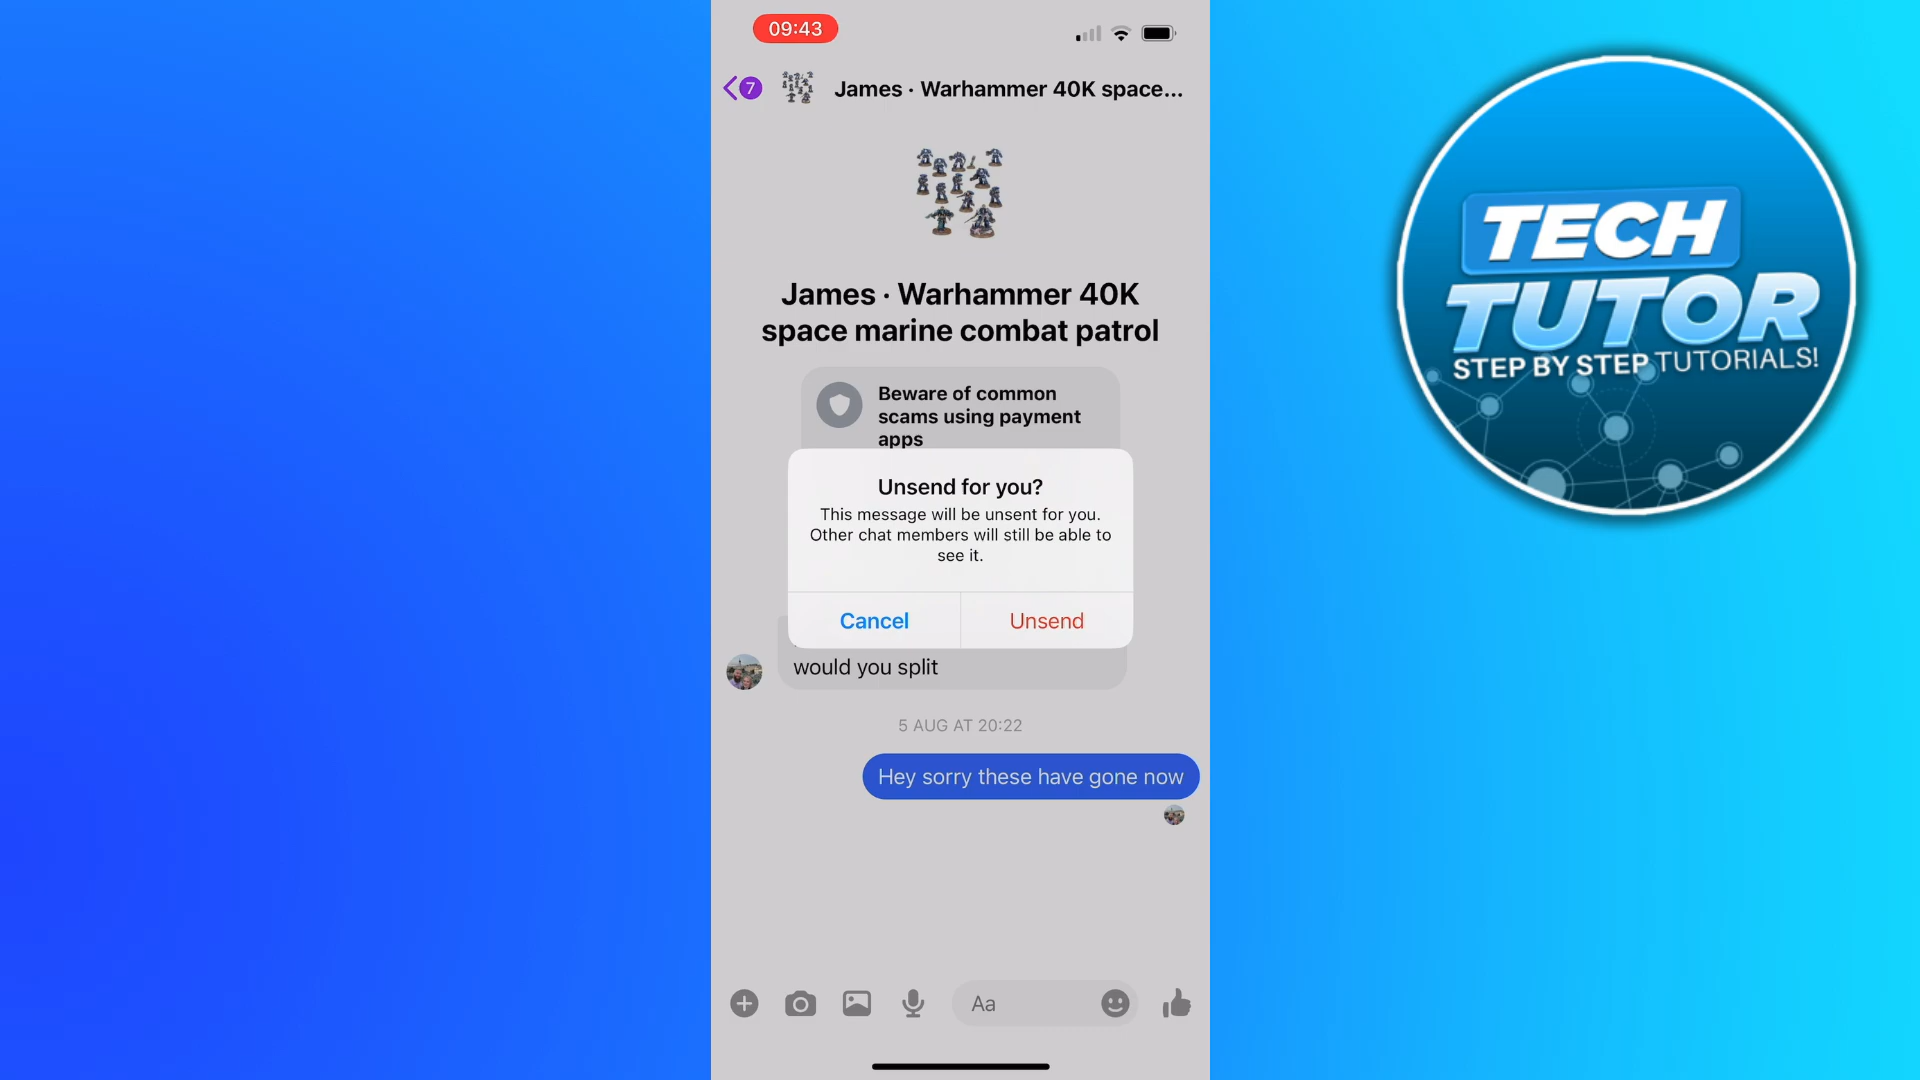 09:43
7
James · Warhammer 40K space...
James · Warhammer 40K
space marine combat patrol
Beware of common
scams using payment
apps
Unsend for you?
This message will be unsent for you.
Other chat members will still be able to
see it.
Cancel
Unsend
would you split
5 AUG AT 20:22
Hey sorry these have gone now
Aa
TECH
TUTOR
STEP BY STEP TUTORIALS!